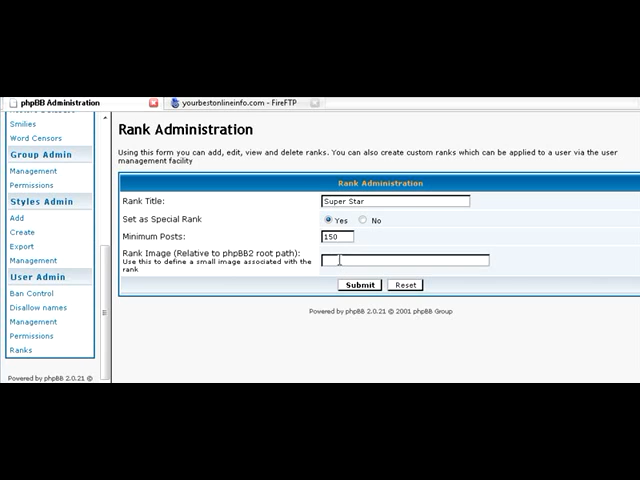 phpBB Administration
yourbestonlineinfo.com - FireFTP
Smilies
Word Censors
Group Admin
Management
Permissions
Styles Admin
Add
Create
Export
Management
User Admin
Ban Control
Disallow names
Management
Permissions
Ranks
Powered by phpBB 2.0.21 ©
Rank Administration
Using this form you can add, edit, view and delete ranks. You can also create custom ranks which can be applied to a user via the user
management facility
Rank Administration
Rank Title: Super Star
Set as Special Rank Yes No
Minimum Posts: 150
Rank Image (Relative to phpBB2 root path):
Use this to define a small image associated with the
rank
Submit Reset
Powered by phpBB 2.0.21 © 2001 phpBB Group